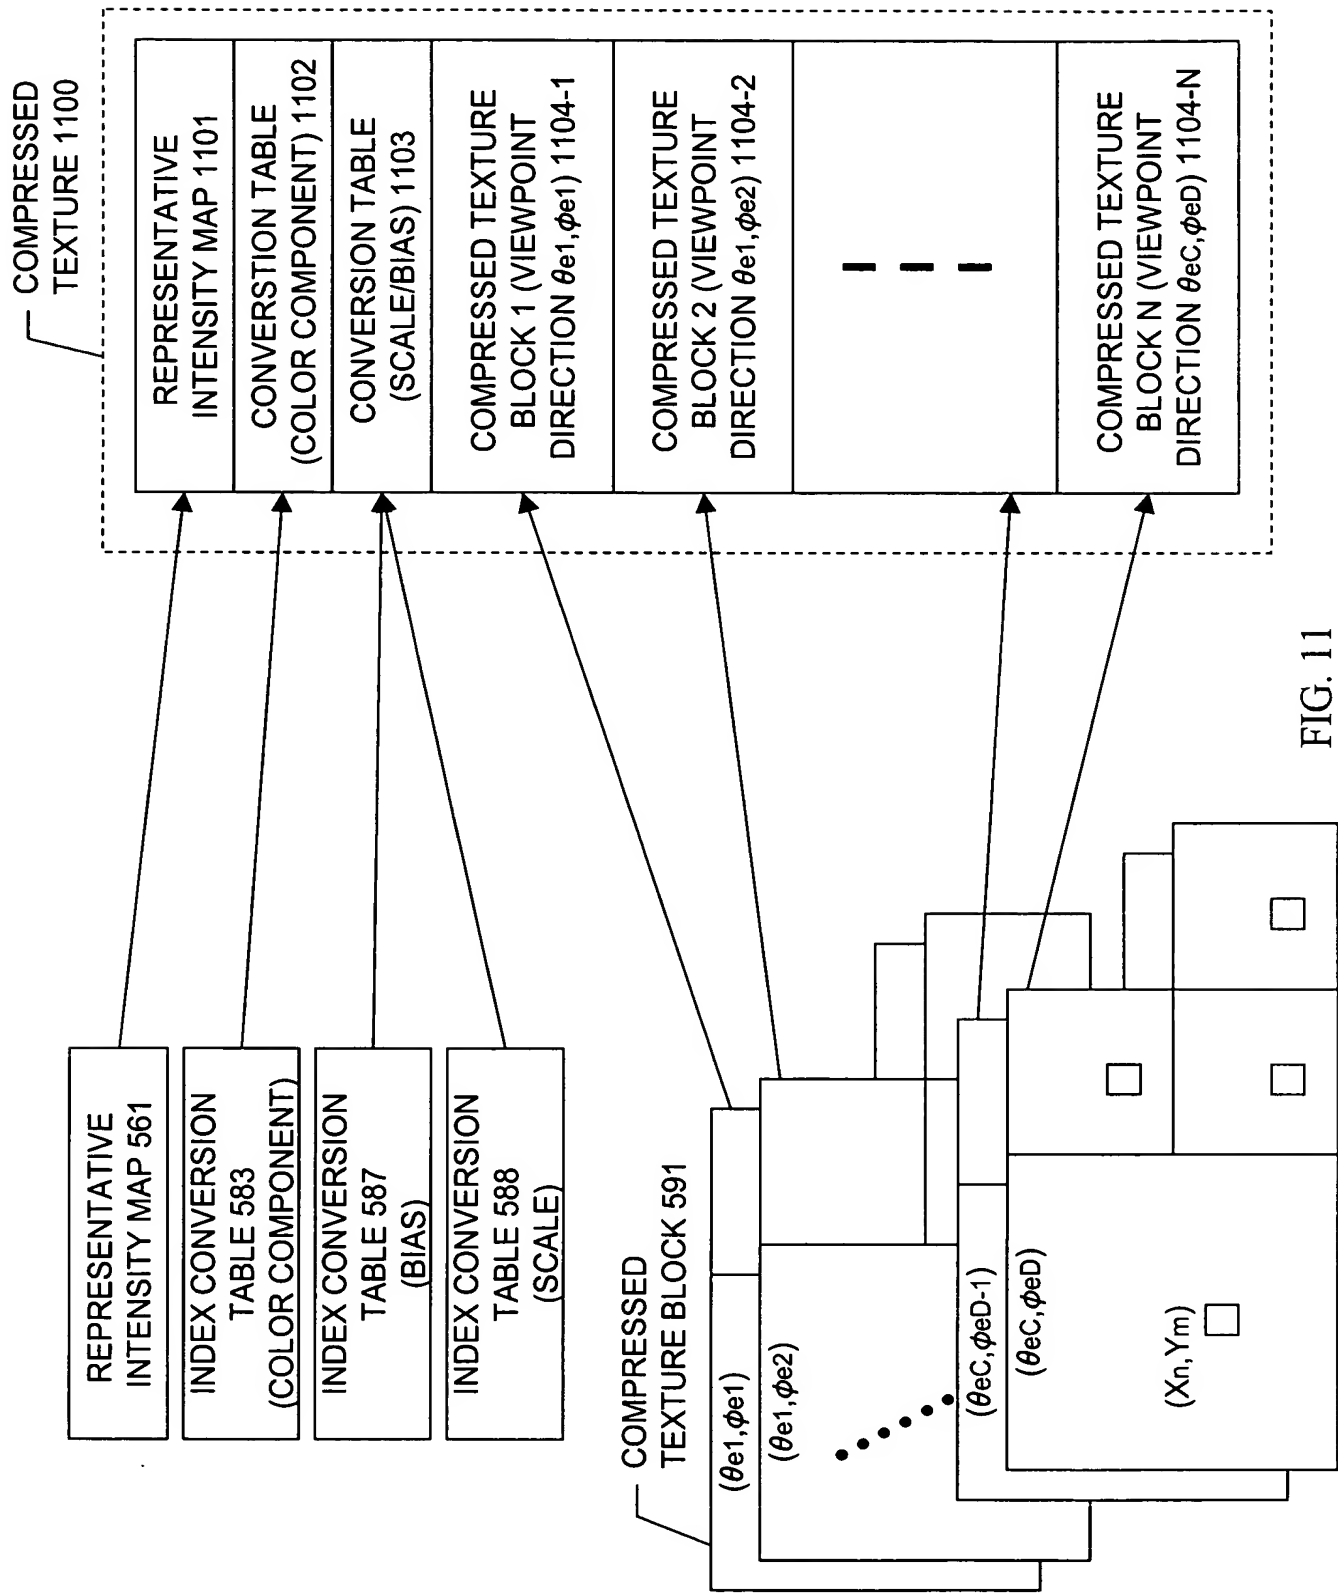 COMPRESSED
TEXTURE 1100
REPRESENTATIVE
INTENSITY MAP 561
INDEX CONVERSION
TABLE 583
(COLOR COMPONENT)
INDEX CONVERSION
TABLE 587
(BIAS)
INDEX CONVERSION
TABLE 588
(SCALE)
COMPRESSED
TEXTURE BLOCK 591
(θe1,ϕe1)
(θe1,ϕe2)
(θeC,ϕeD-1)
(θeC,ϕeD)
(Xn,Ym)
REPRESENTATIVE
INTENSITY MAP 1101
CONVERSTION TABLE
(COLOR COMPONENT) 1102
CONVERSION TABLE
(SCALE/BIAS) 1103
COMPRESSED TEXTURE
BLOCK 1 (VIEWPOINT
DIRECTION θe1,ϕe1) 1104-1
COMPRESSED TEXTURE
BLOCK 2 (VIEWPOINT
DIRECTION θe1,ϕe2) 1104-2
COMPRESSED TEXTURE
BLOCK N (VIEWPOINT
DIRECTION θeC,ϕeD) 1104-N
FIG. 11